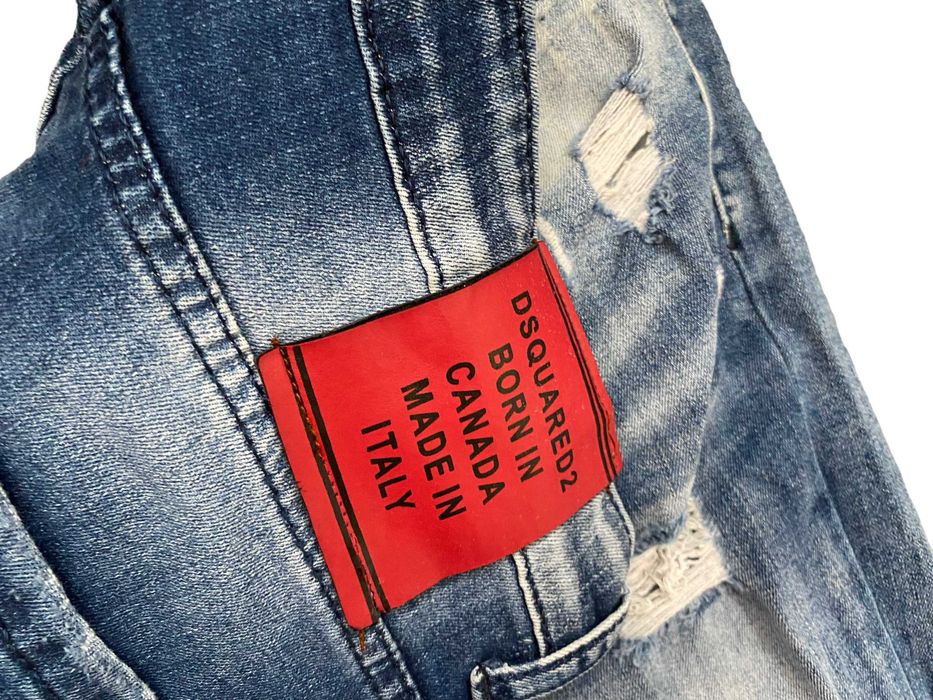 DSQUARED2
BORN IN
CANADA
MADE IN
ITALY